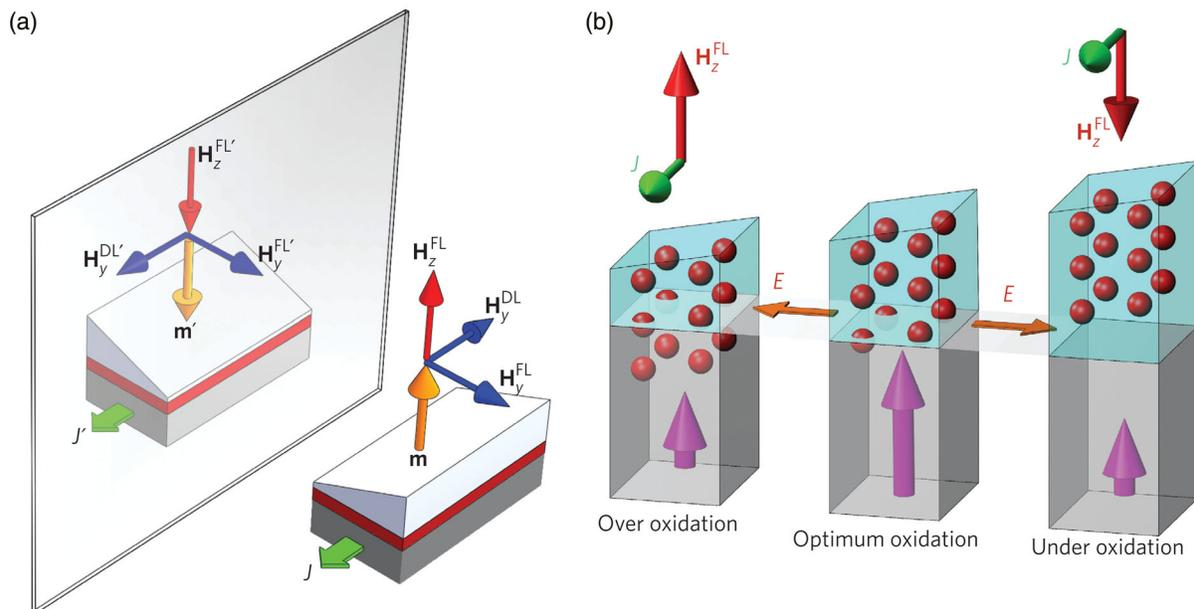 (a)
H_z^FL′
H_y^DL′
H_y^FL′
m′
J′
H_z^FL
H_y^DL
H_y^FL
m
J
(b)
H_z^FL
J
J
H_z^FL
E
E
Over oxidation
Optimum oxidation
Under oxidation